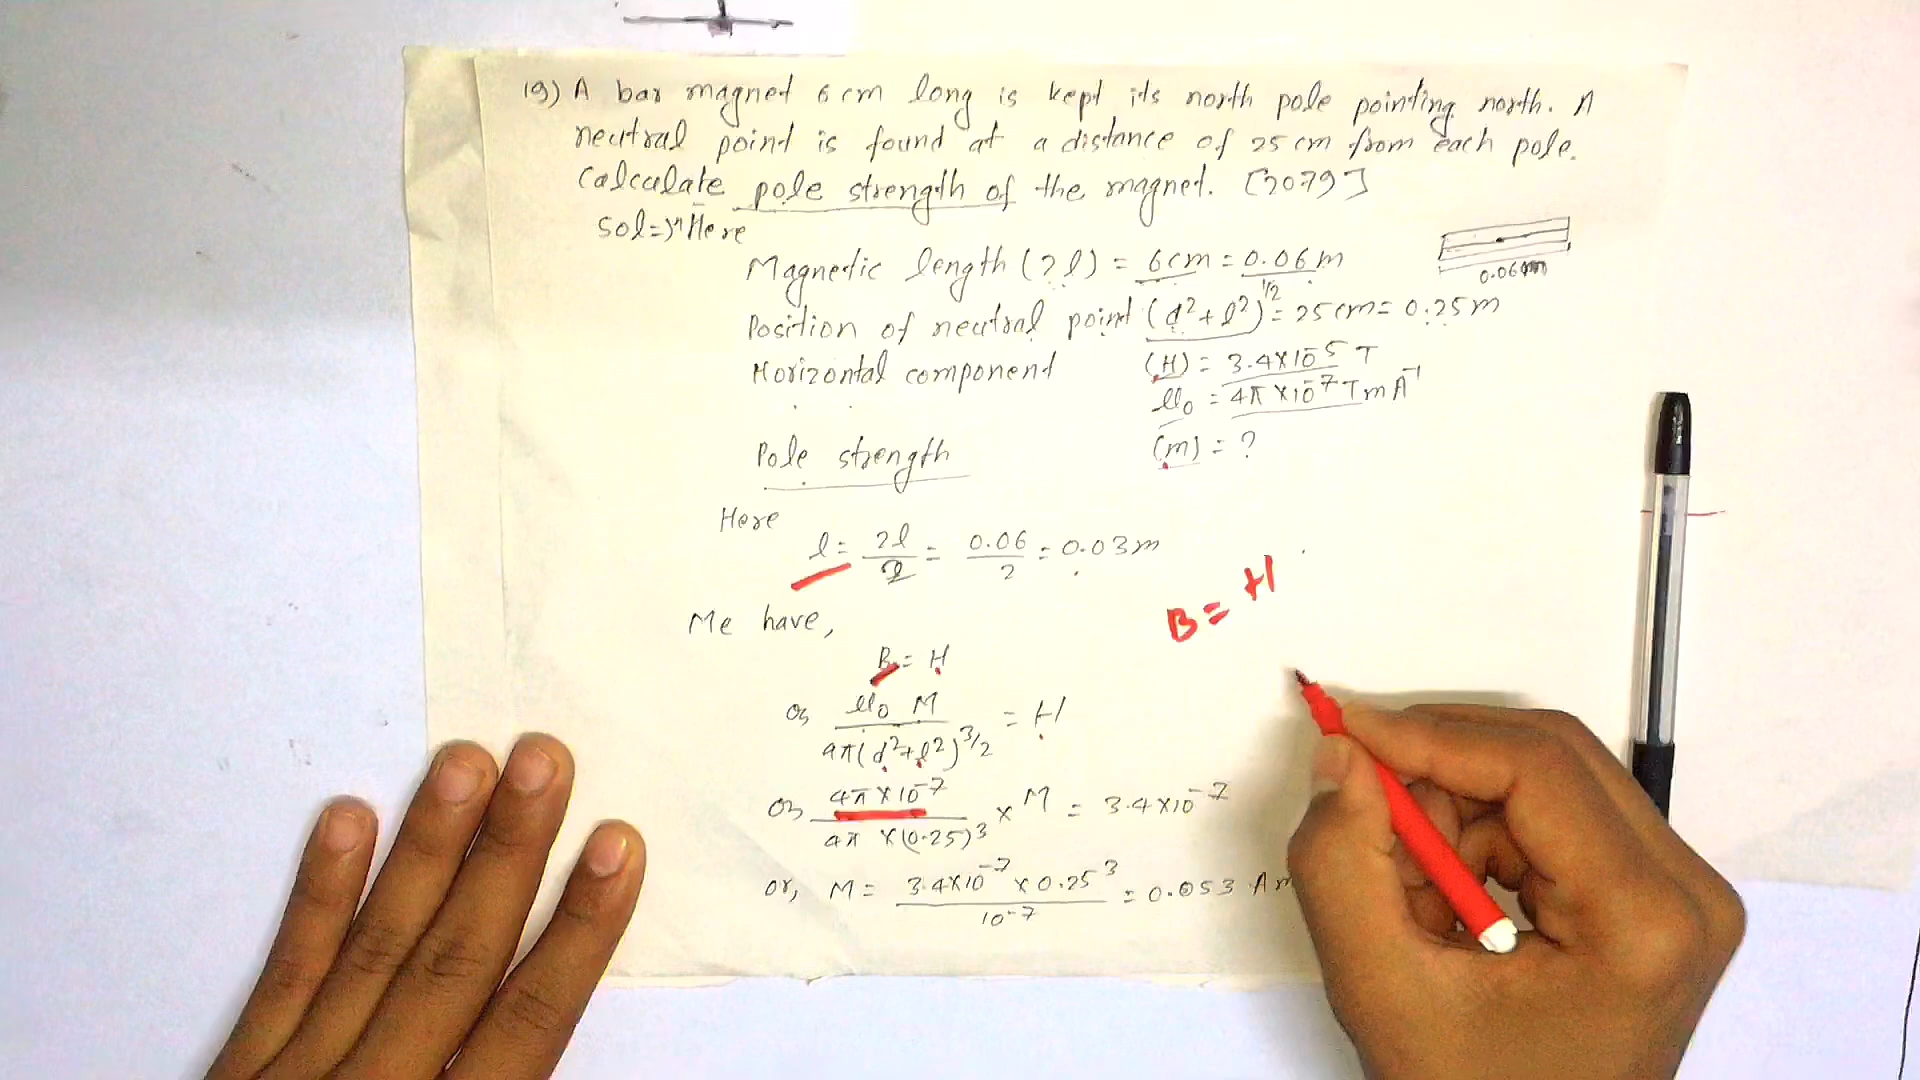 19) A bar magnet 6 cm long is kept its north pole pointing north. A
neutral point is found at a distance of 25 cm from each pole.
Calculate pole strength of the magnet. [2079]
Sol=)ⁿ Here
0.06m
Magnetic length (2l) = 6cm = 0.06m
Position of neutral point (d²+l²)^1/2 = 25cm = 0.25m
Horizontal component (H) = 3.4×10⁻⁵ T
μ₀ = 4π×10⁻⁷ TmA⁻¹
Pole strength (m) = ?
Here
l = 2l/2 = 0.06/2 = 0.03m
We have,
B = H
B = H
or μ₀ M / 4π(d²+l²)^3/2 = H
or 4π×10⁻⁷ / 4π×(0.25)³ × M = 3.4×10⁻⁷
or, M = 3.4×10⁻⁷×0.25³ / 10⁻⁷ = 0.053 Am